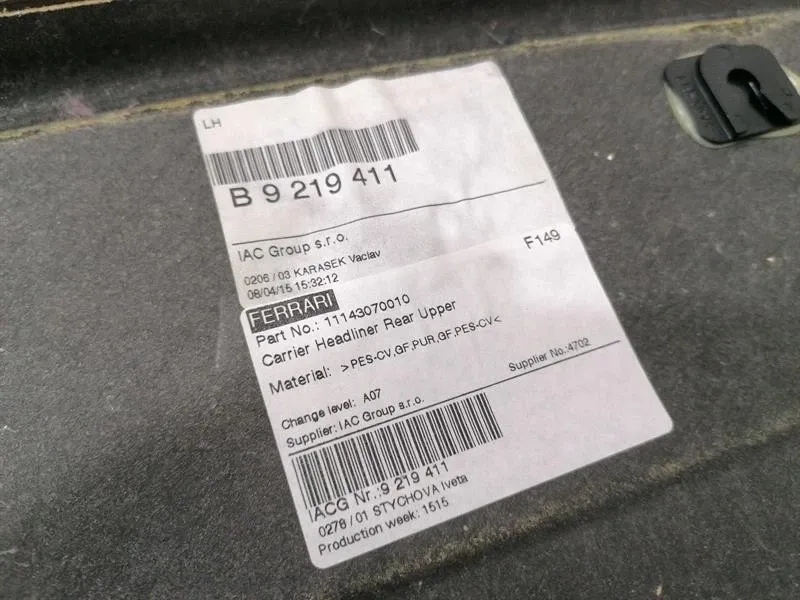 LH
B 9 219 411
IAC Group s.r.o.
0206 / 03 KARASEK Vaclav
08/04/15 15:32:12
F149
FERRARI
Part No.: 11143070010
Carrier Headliner Rear Upper
Material: >PES-CV,GF,PUR,GF,PES-CV<
Change level: A07
Supplier No.:4702
Supplier: IAC Group s.r.o.
IACG Nr.:9 219 411
0278 / 01 STYCHOVA Iveta
Production week: 1515